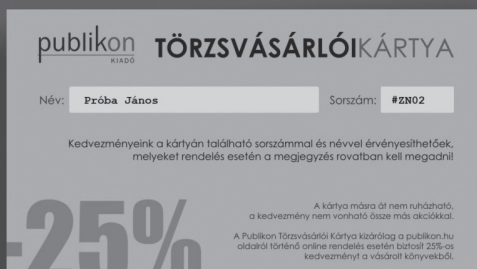 publikon
KIADÓ
TÖRZSVÁSÁRLÓIKÁRTYA
Név: Próba János Sorszám: #ZN02
Kedvezményeink a kártyán található sorszámmal és névvel érvényesíthetőek,
melyeket rendelés esetén a megjegyzés rovatban kell megadni!
-25%
A kártya másra át nem ruházható,
a kedvezmény nem vonható össze más akciókkal.
A Publikon Törzsvásárlói Kártya kizárólag a publikon.hu
oldalról történő online rendelés esetén biztosít 25%-os
kedvezményt a vásárolt könyvekből.